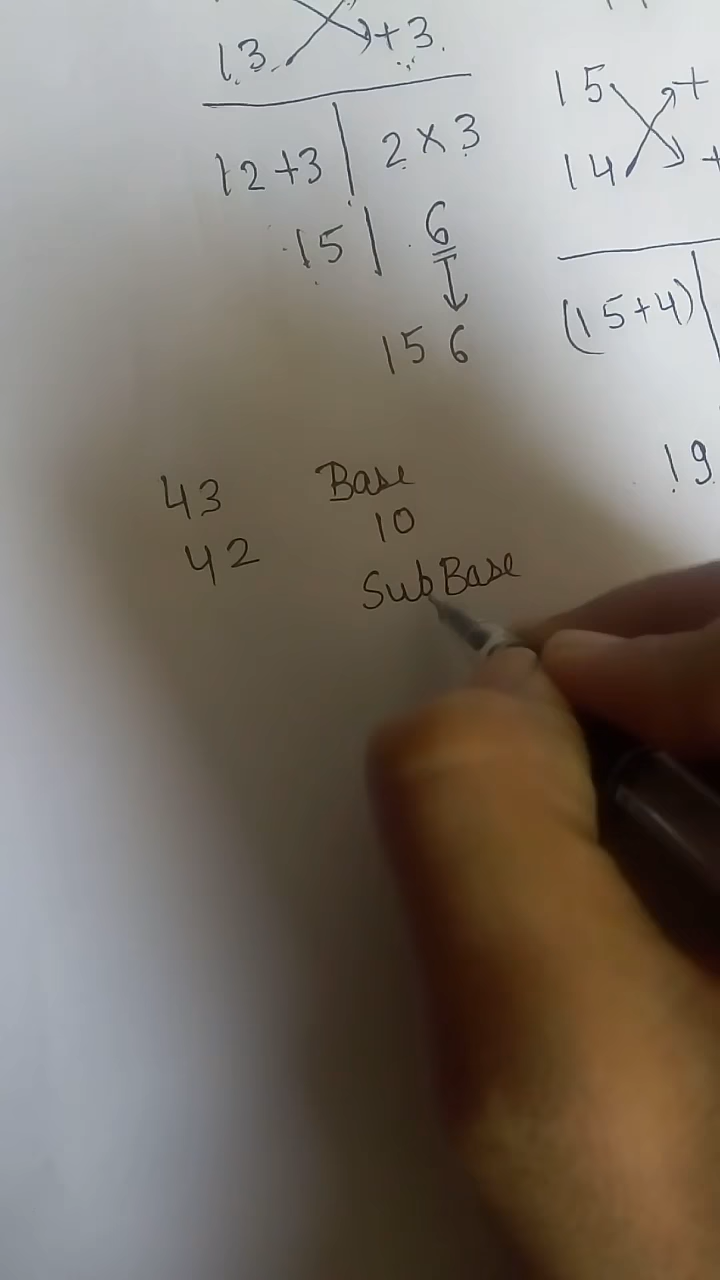 13 +3
12+3 | 2×3
15 | 6
156
15 +
14 +
(15+4) |
19
43 Base
42 10
SubBase